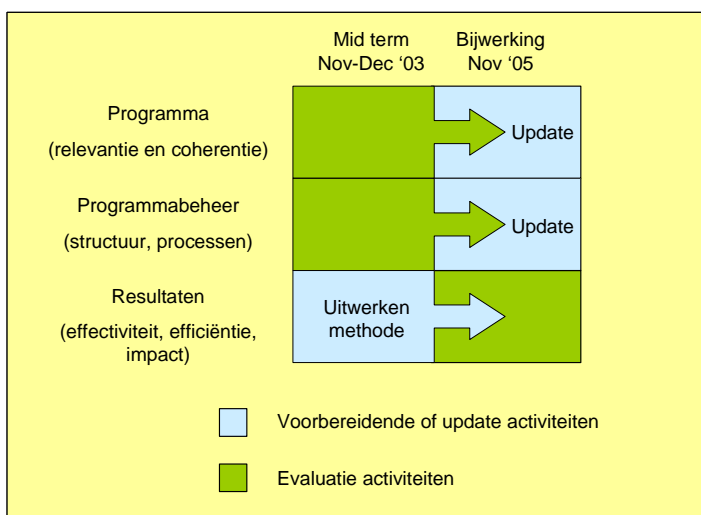 Mid term
Nov-Dec ‘03
Bijwerking
Nov ‘05
Programma
(relevantie en coherentie)
Update
Programmabeheer
(structuur, processen)
Update
Resultaten
(effectiviteit, efficiëntie,
impact)
Uitwerken
methode
Voorbereidende of update activiteiten
Evaluatie activiteiten